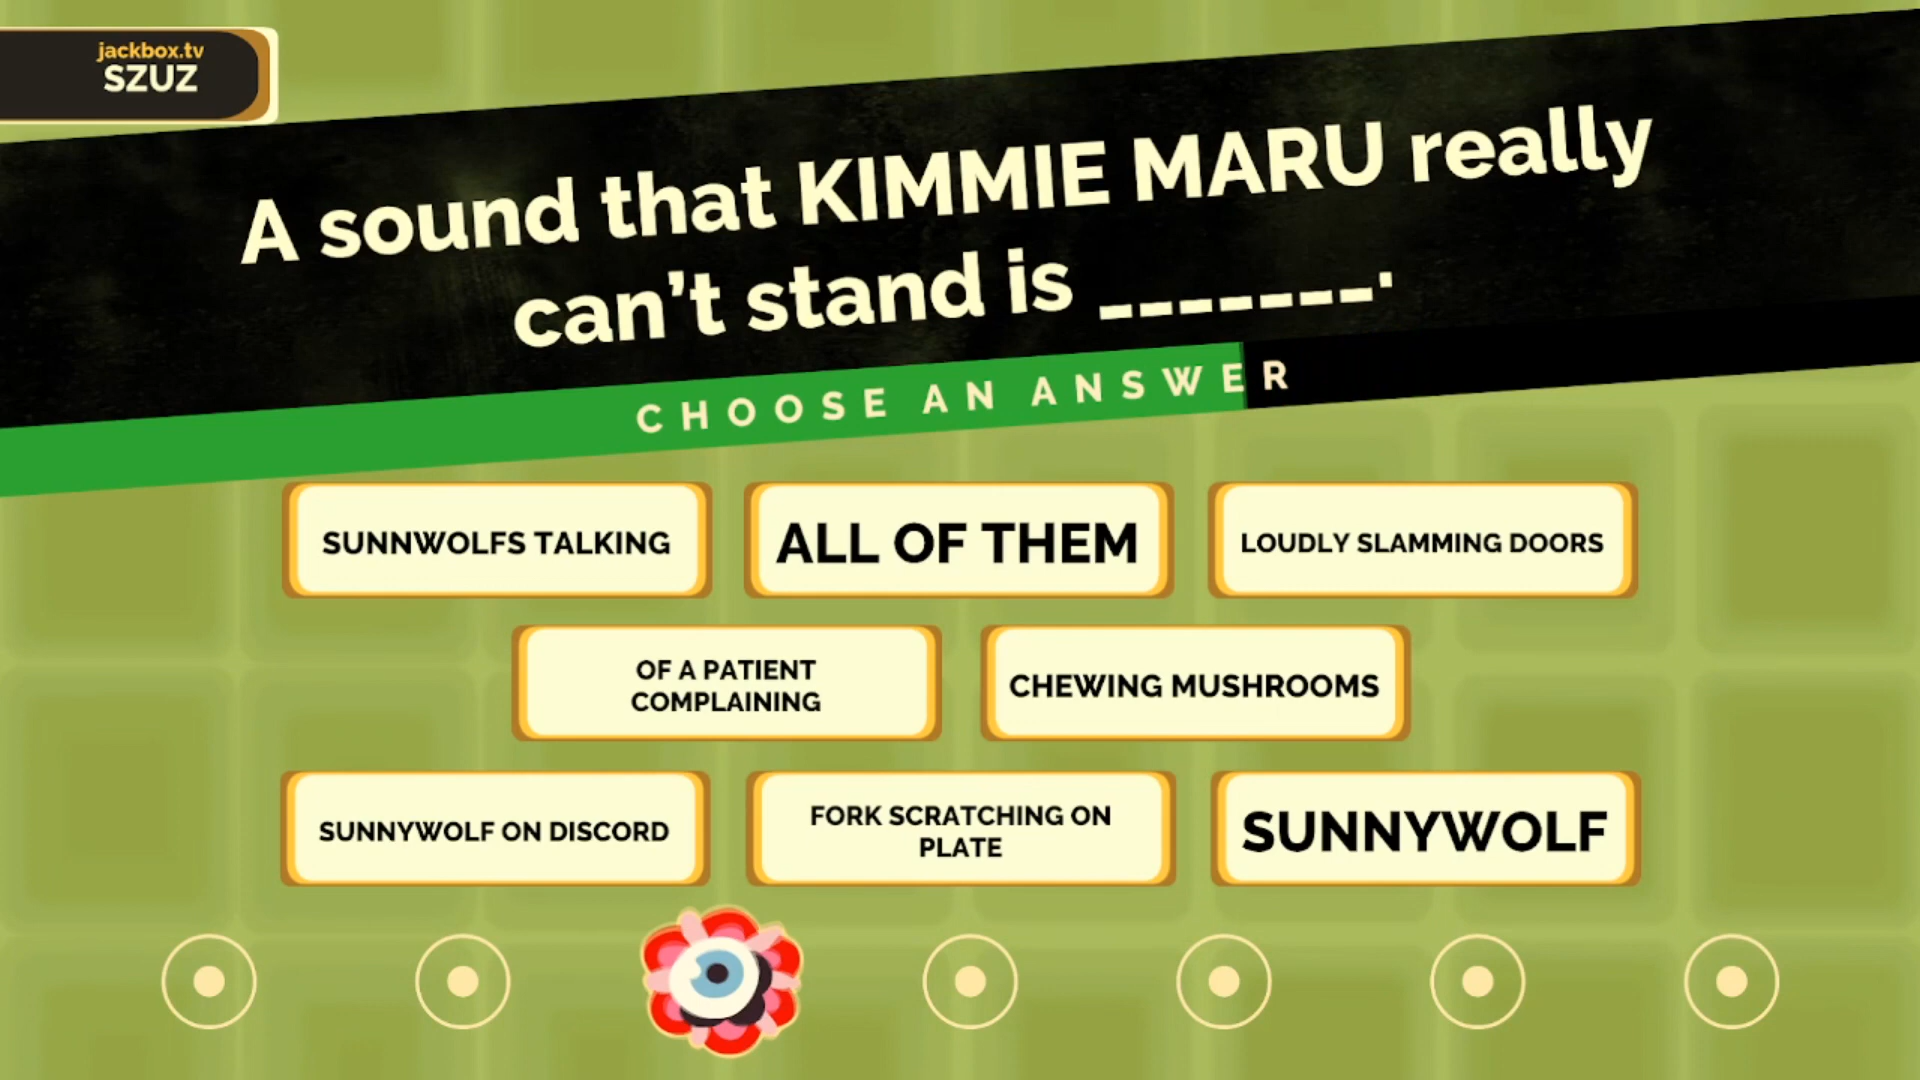 jackbox.tv
SZUZ
A sound that KIMMIE MARU really
can't stand is _______.
CHOOSE AN ANSWER
SUNNWOLFS TALKING
ALL OF THEM
LOUDLY SLAMMING DOORS
OF A PATIENT
COMPLAINING
CHEWING MUSHROOMS
SUNNYWOLF ON DISCORD
FORK SCRATCHING ON
PLATE
SUNNYWOLF